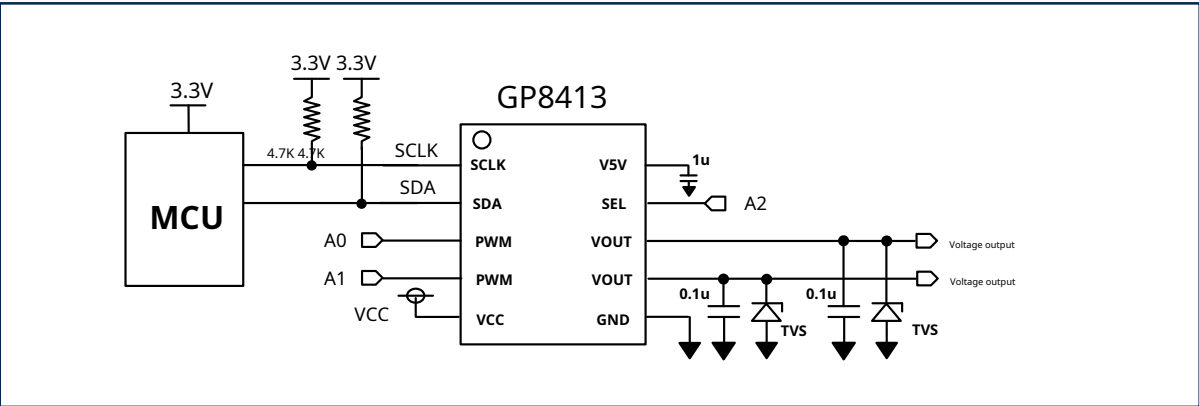 3.3V 3.3V
3.3V
GP8413
4.7K 4.7K
SCLK
SDA
MCU
A0
A1
VCC
SCLK
SDA
PWM
PWM
VCC
V5V
SEL
VOUT
VOUT
GND
1u
A2
Voltage output
Voltage output
0.1u
TVS
0.1u
TVS